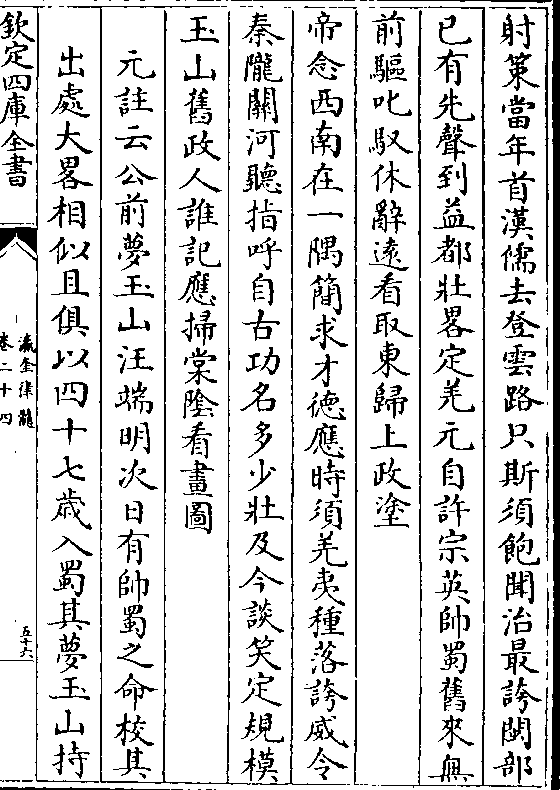 射策當年首漢儒去登雲路只斯須飽聞治最誇閩部
已有先聲到益都壯畧定羌元自許宗英帥蜀舊來無
前驅叱馭休辭遠看取東歸上政塗
帝念西南在一隅簡求才德應時須羌夷種落誇威令
秦隴關河聽指呼自古功名多少壯及今談笑定規模
玉山舊政人誰記應掃棠陰看畫圖
元註云公前夢玉山汪端明次日有帥蜀之命校其
出處大畧相似且俱以四十七歲入蜀其夢玉山持
欽定四庫全書
瀛奎律髓
卷二十四
五十六